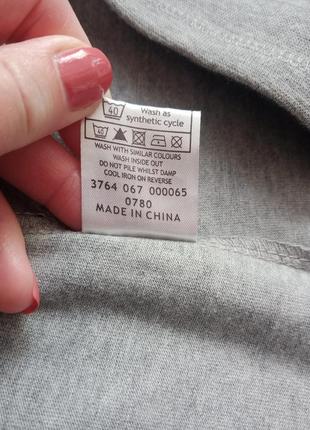 40 Wash as
synthetic cycle
40
WASH WITH SIMILAR COLOURS
WASH INSIDE OUT
DO NOT PILE WHILST DAMP
COOL IRON ON REVERSE
3764 067 000065
0780
MADE IN CHINA